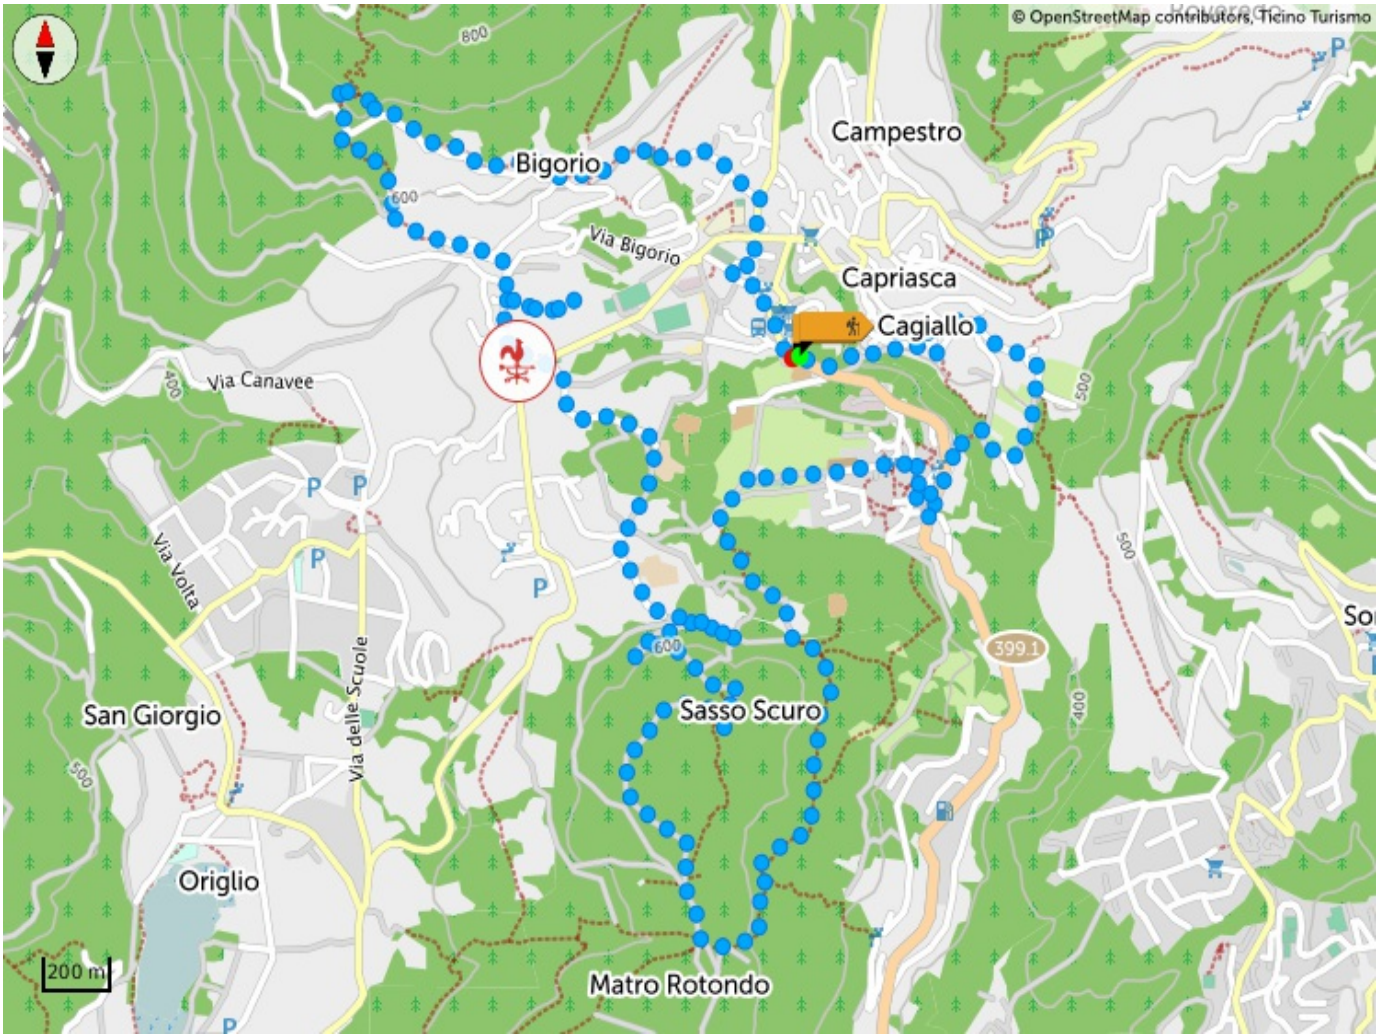 © OpenStreetMap contributors, Ticino Turismo
800
Campestro
Bigorio
600
Via Bigorio
Capriasca
Cagiallo
Via Canavee
400
500
P
P
P
P
P
500
Via Volta
P
P
Via delle Scuole
600
399.1
San Giorgio
Sasso Scuro
400
500
Origlio
200 m
Matro Rotondo
P